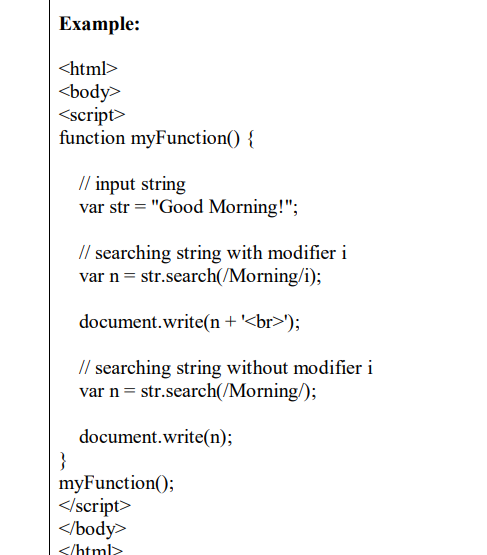 Example:
<html>
<body>
<script>
function myFunction() {
// input string
var str = "Good Morning!";
// searching string with modifier i
var n = str.search(/Morning/i);
document.write(n + '<br>');
// searching string without modifier i
var n = str.search(/Morning/);
document.write(n);
}
myFunction();
</script>
</body>
</html>